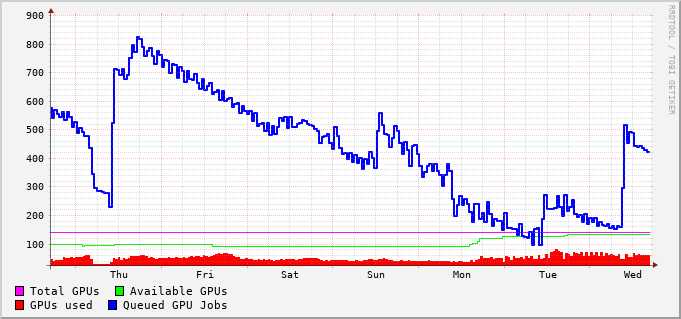 900
800
700
600
500
400
300
200
100
Thu Fri Sat Sun Mon Tue Wed
Total GPUs Available GPUs
GPUs used Queued GPU Jobs
RRDTOOL / TOBI OETIKER